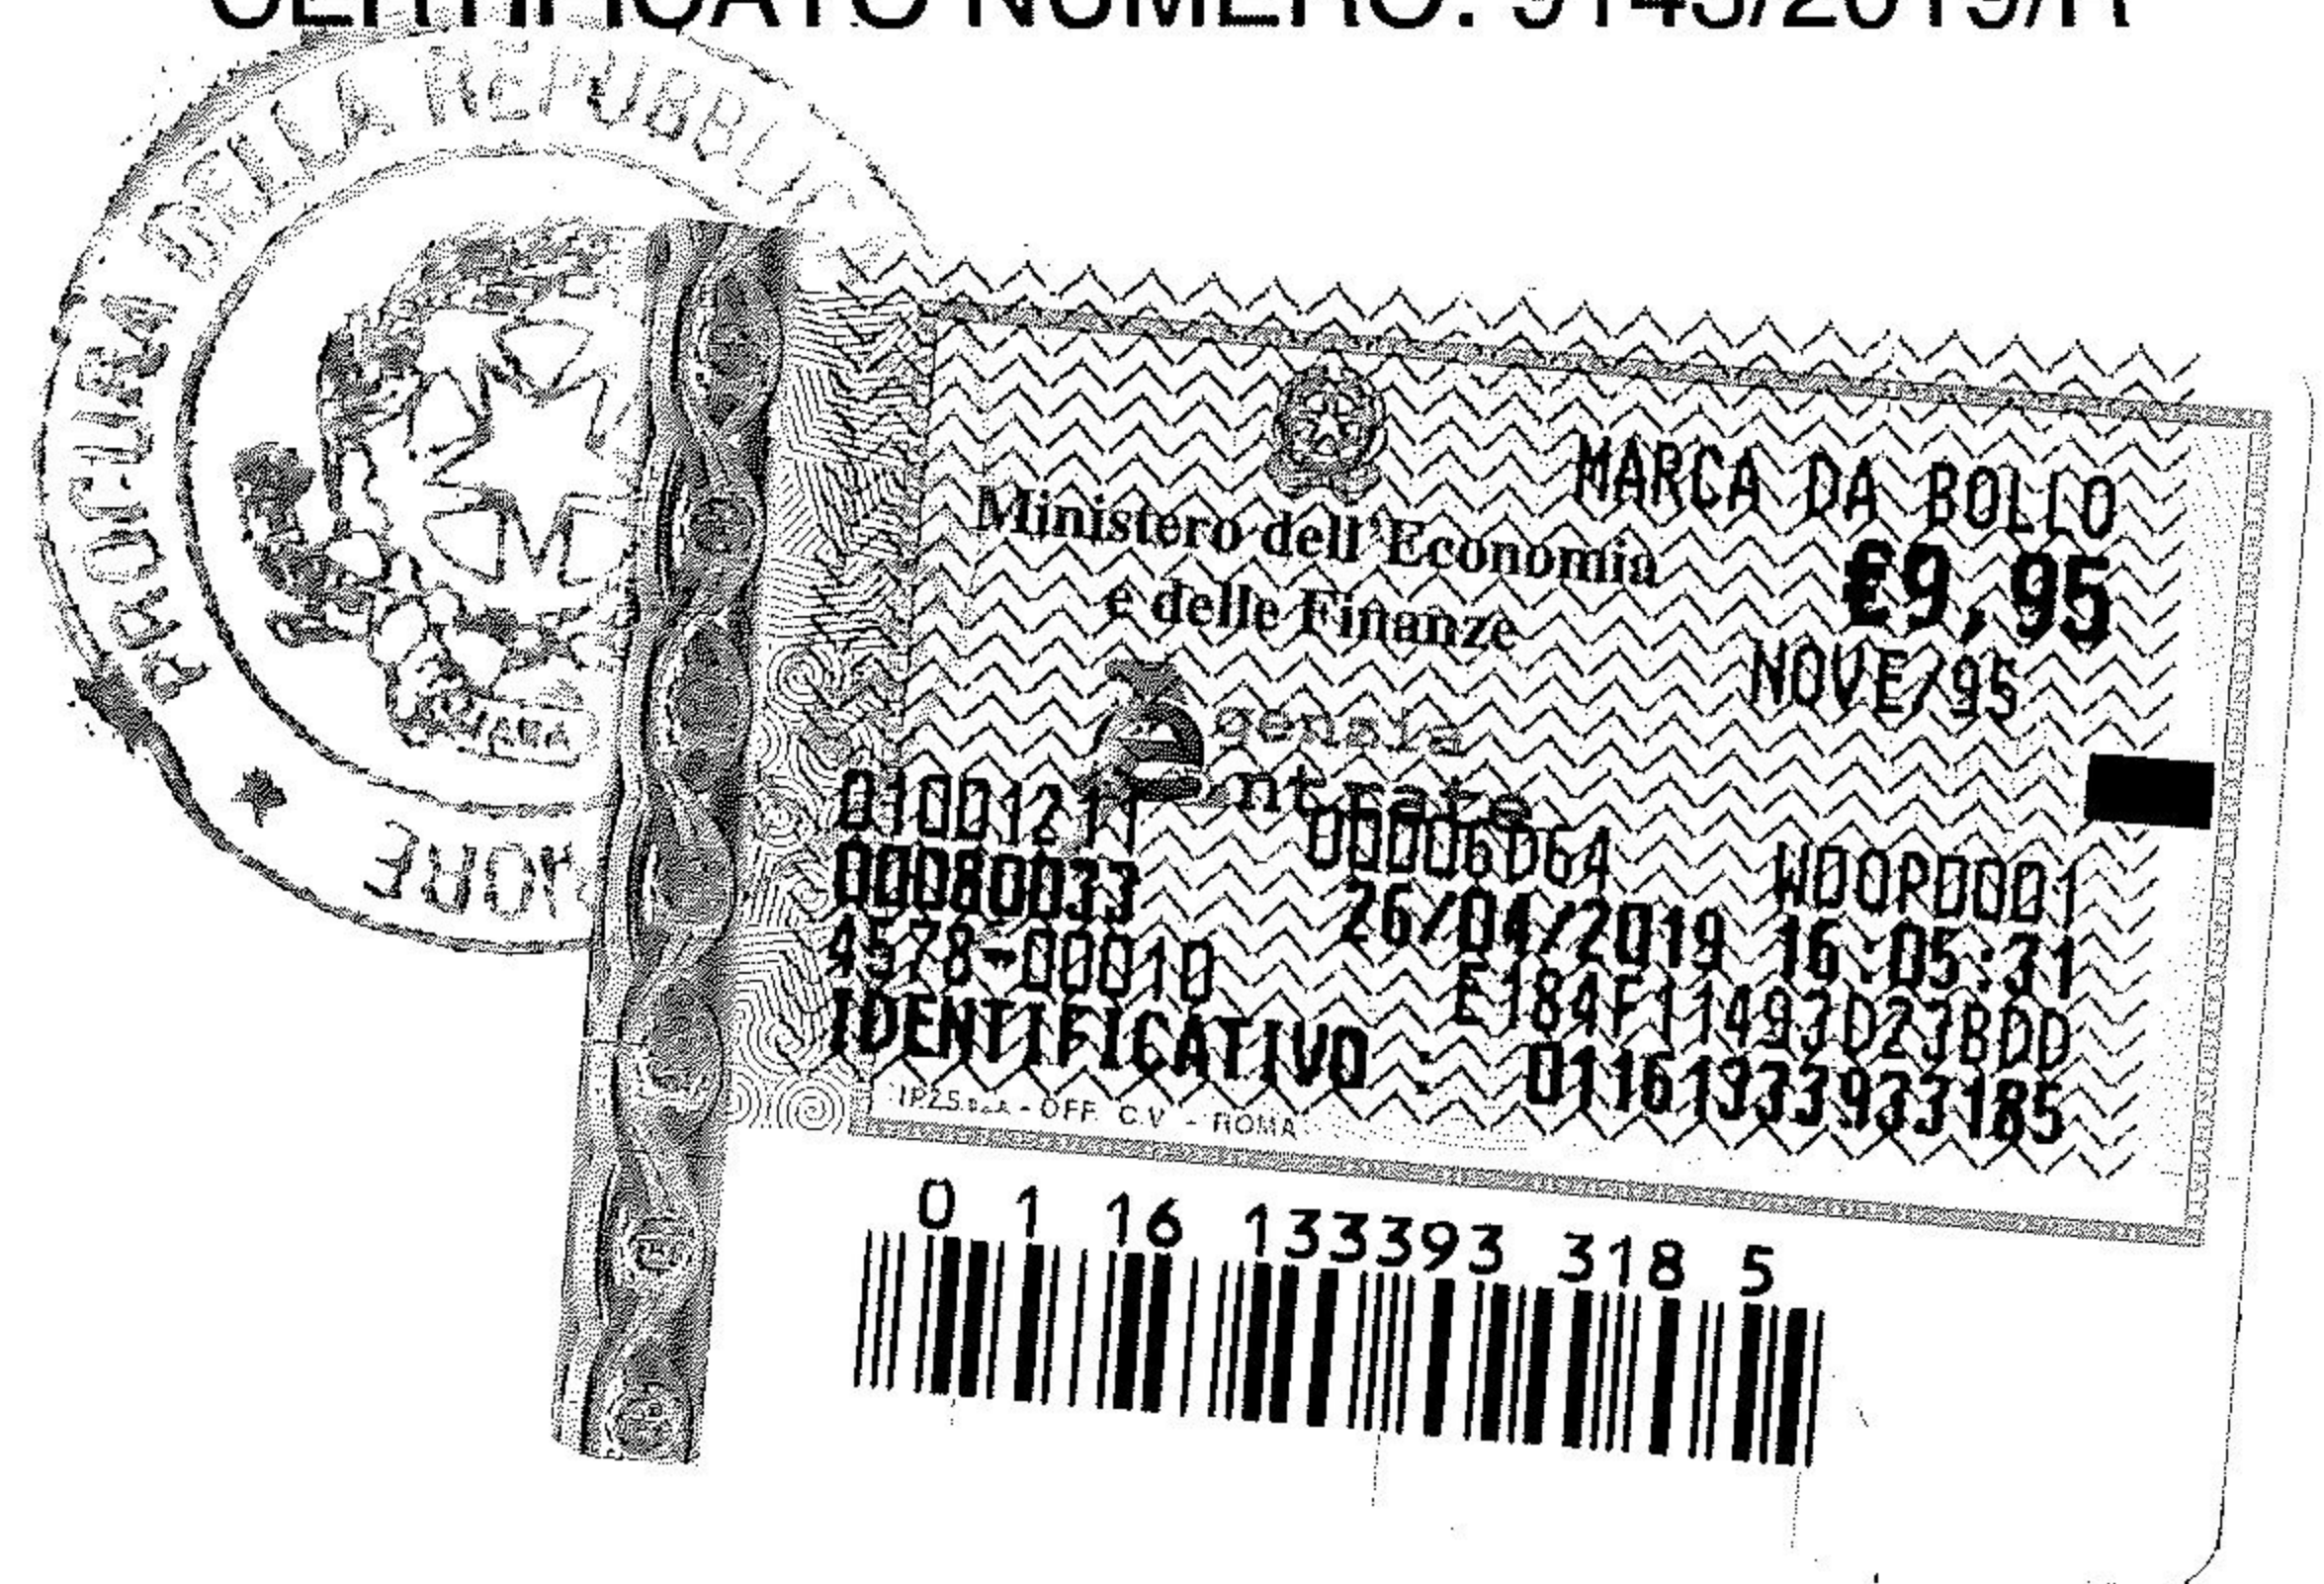 CERTIFICATO NUMERO: 9145/2019/R
PROCURA DELLA REPUBBLICA
Ministero dell'Economia
e delle Finanze
MARCA DA BOLLO
€9,95
NOVE/95
genzia
ntrate
01001211 00006D64 W00R0001
00080033 26/04/2019 16:05:31
4578-00010 E184F11493D23BDD
IDENTIFICATIVO : 01161333933185
IPZS S.p.A. - OFF. C.V. - ROMA
0 1 16 133393 318 5